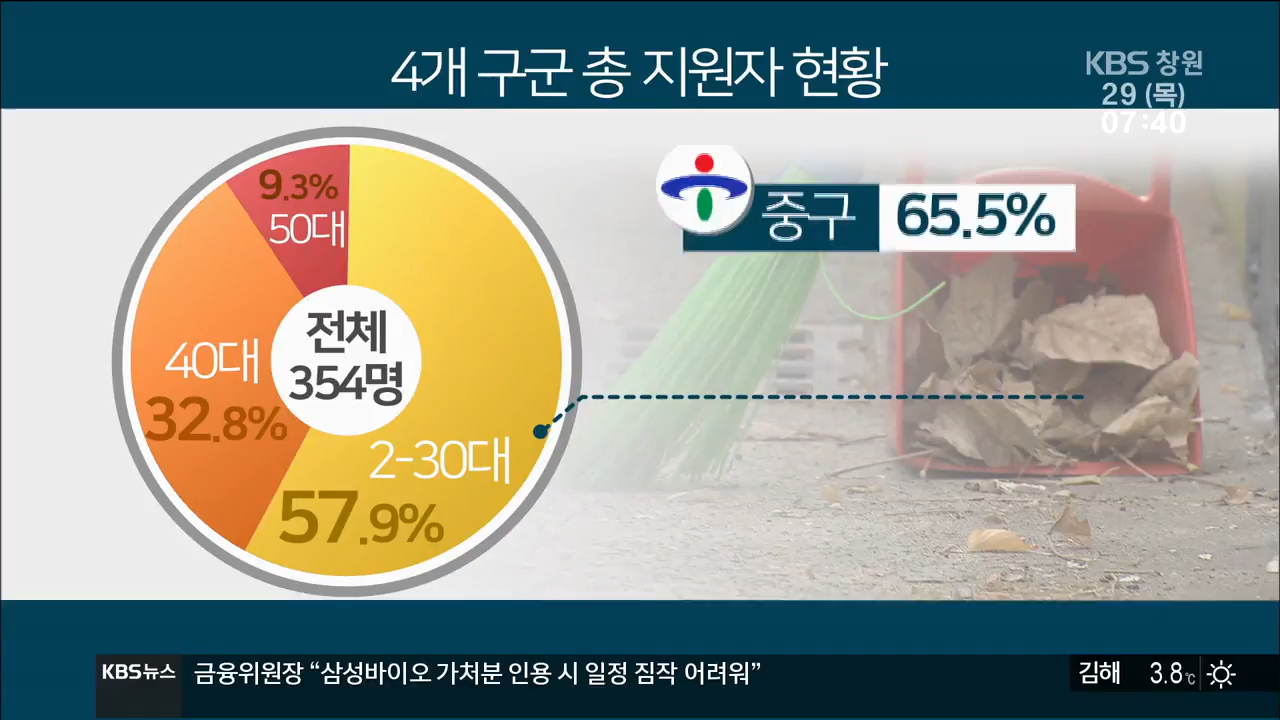 4개 구군 총 지원자 현황
KBS 창원
29 (목)
07:40
9.3%
50대
중구 65.5%
전체
354명
40대
32.8%
2-30대
57.9%
KBS뉴스 금융위원장 “삼성바이오 가처분 인용 시 일정 짐작 어려워” 김해 3.8℃